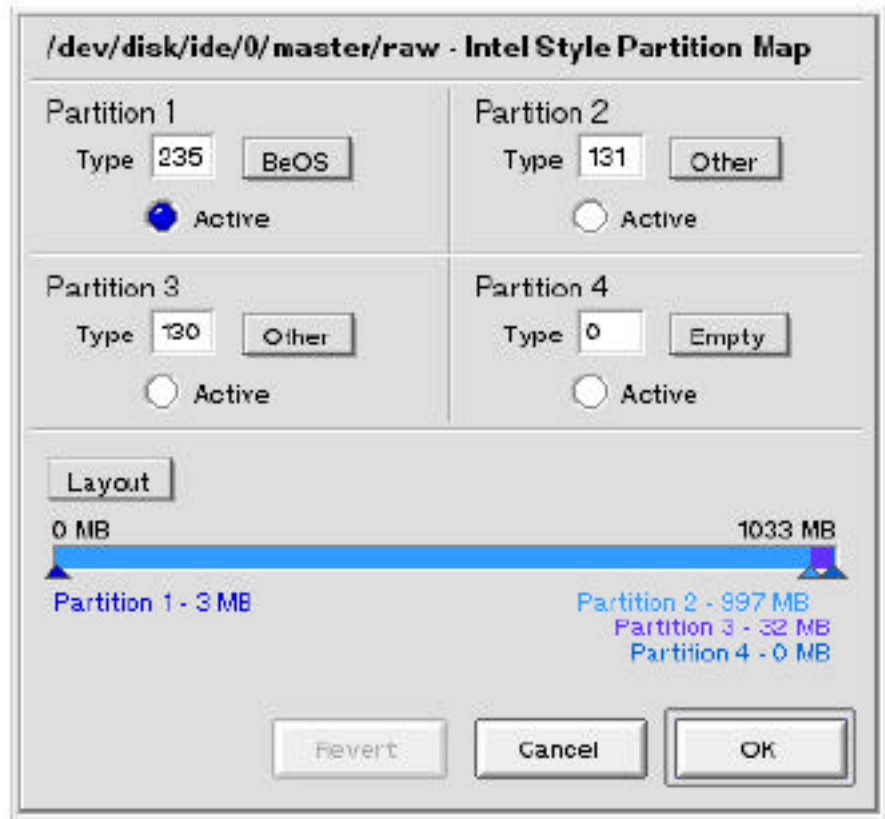 /dev/disk/ide/0/master/raw - Intel Style Partition Map
Partition 1
Type 235 BeOS
Active
Partition 2
Type 131 Other
Active
Partition 3
Type 130 Other
Active
Partition 4
Type 0 Empty
Active
Layout
0 MB 1033 MB
Partition 1 - 3 MB Partition 2 - 997 MB
Partition 3 - 32 MB
Partition 4 - 0 MB
Revert Cancel OK